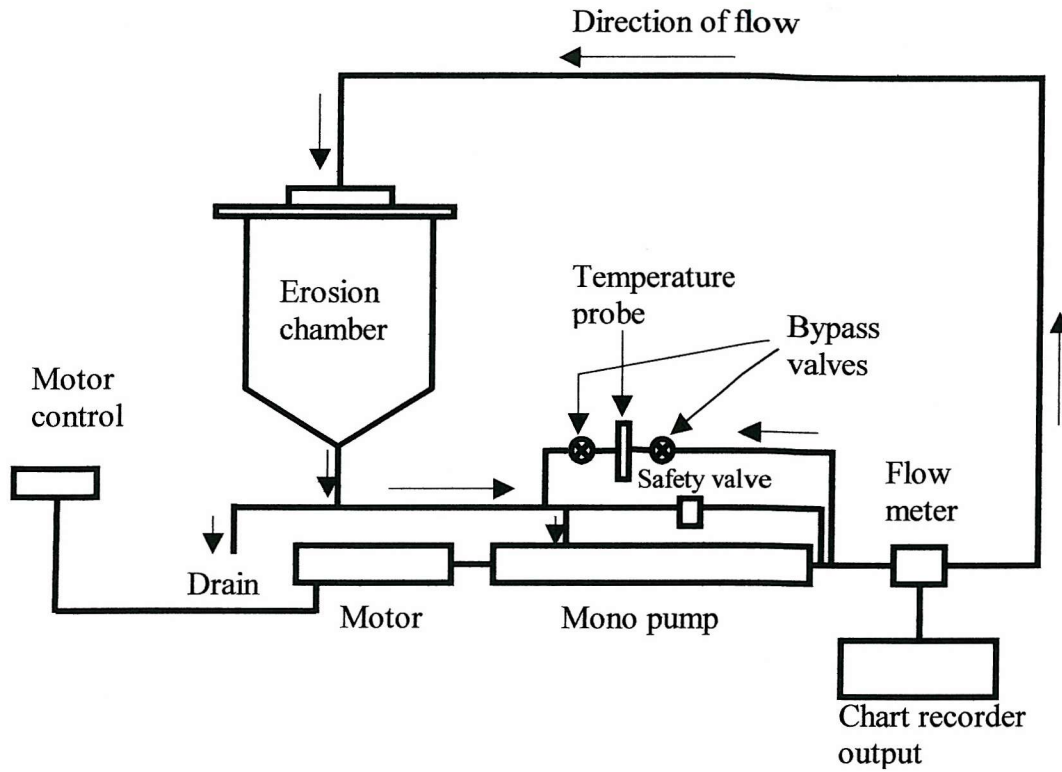 Direction of flow
Erosion
chamber
Temperature
probe
Bypass
valves
Motor
control
Safety valve
Flow
meter
Drain
Motor
Mono pump
Chart recorder
output